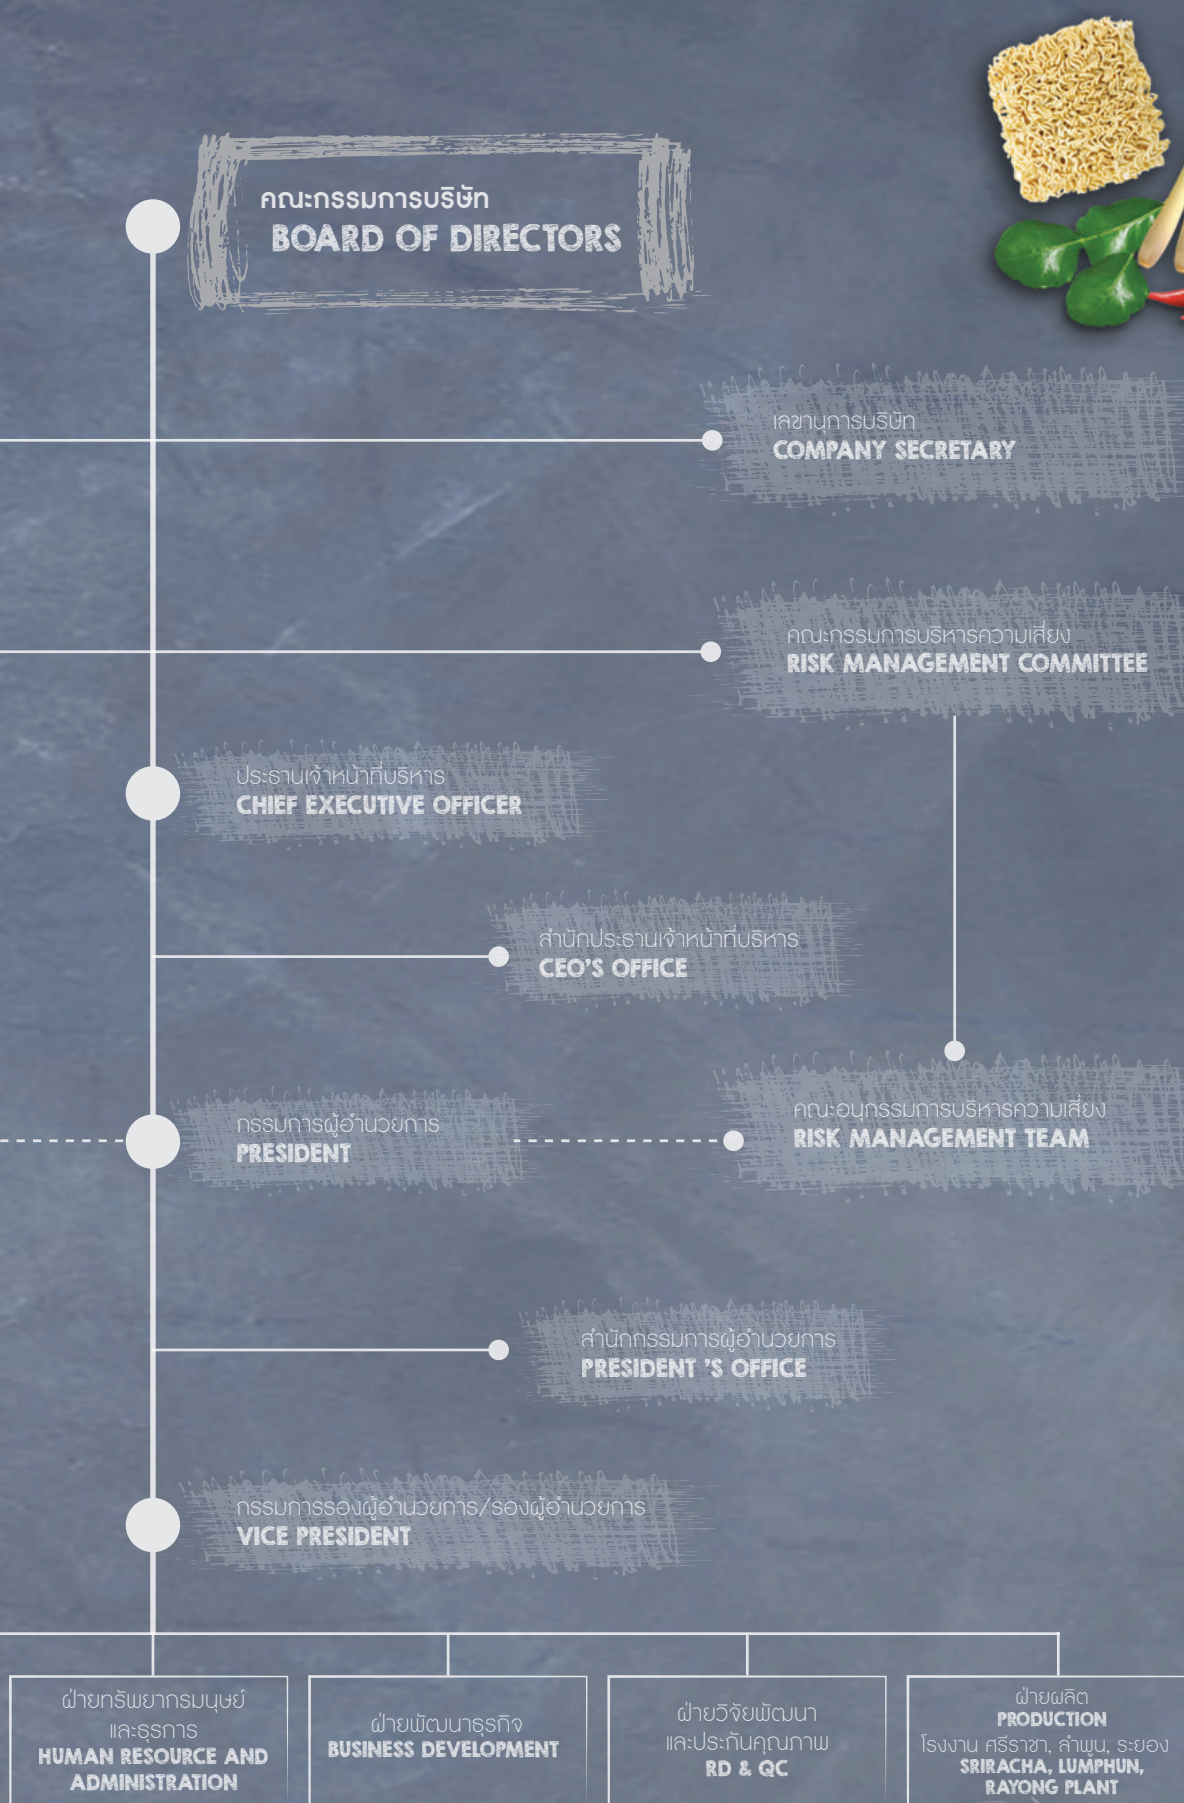 คณะกรรมการบริษัท
BOARD OF DIRECTORS
เลขานุการบริษัท
COMPANY SECRETARY
คณะกรรมการบริหารความเสี่ยง
RISK MANAGEMENT COMMITTEE
ประธานเจ้าหน้าที่บริหาร
CHIEF EXECUTIVE OFFICER
สำนักประธานเจ้าหน้าที่บริหาร
CEO'S OFFICE
กรรมการผู้อำนวยการ
PRESIDENT
คณะอนุกรรมการบริหารความเสี่ยง
RISK MANAGEMENT TEAM
สำนักกรรมการผู้อำนวยการ
PRESIDENT 'S OFFICE
กรรมการรองผู้อำนวยการ/รองผู้อำนวยการ
VICE PRESIDENT
ฝ่ายทรัพยากรมนุษย์
และธุรการ
HUMAN RESOURCE AND
ADMINISTRATION
ฝ่ายพัฒนาธุรกิจ
BUSINESS DEVELOPMENT
ฝ่ายวิจัยพัฒนา
และประกันคุณภาพ
RD & QC
ฝ่ายผลิต
PRODUCTION
โรงงาน ศรีราชา, ลำพูน, ระยอง
SRIRACHA, LUMPHUN,
RAYONG PLANT